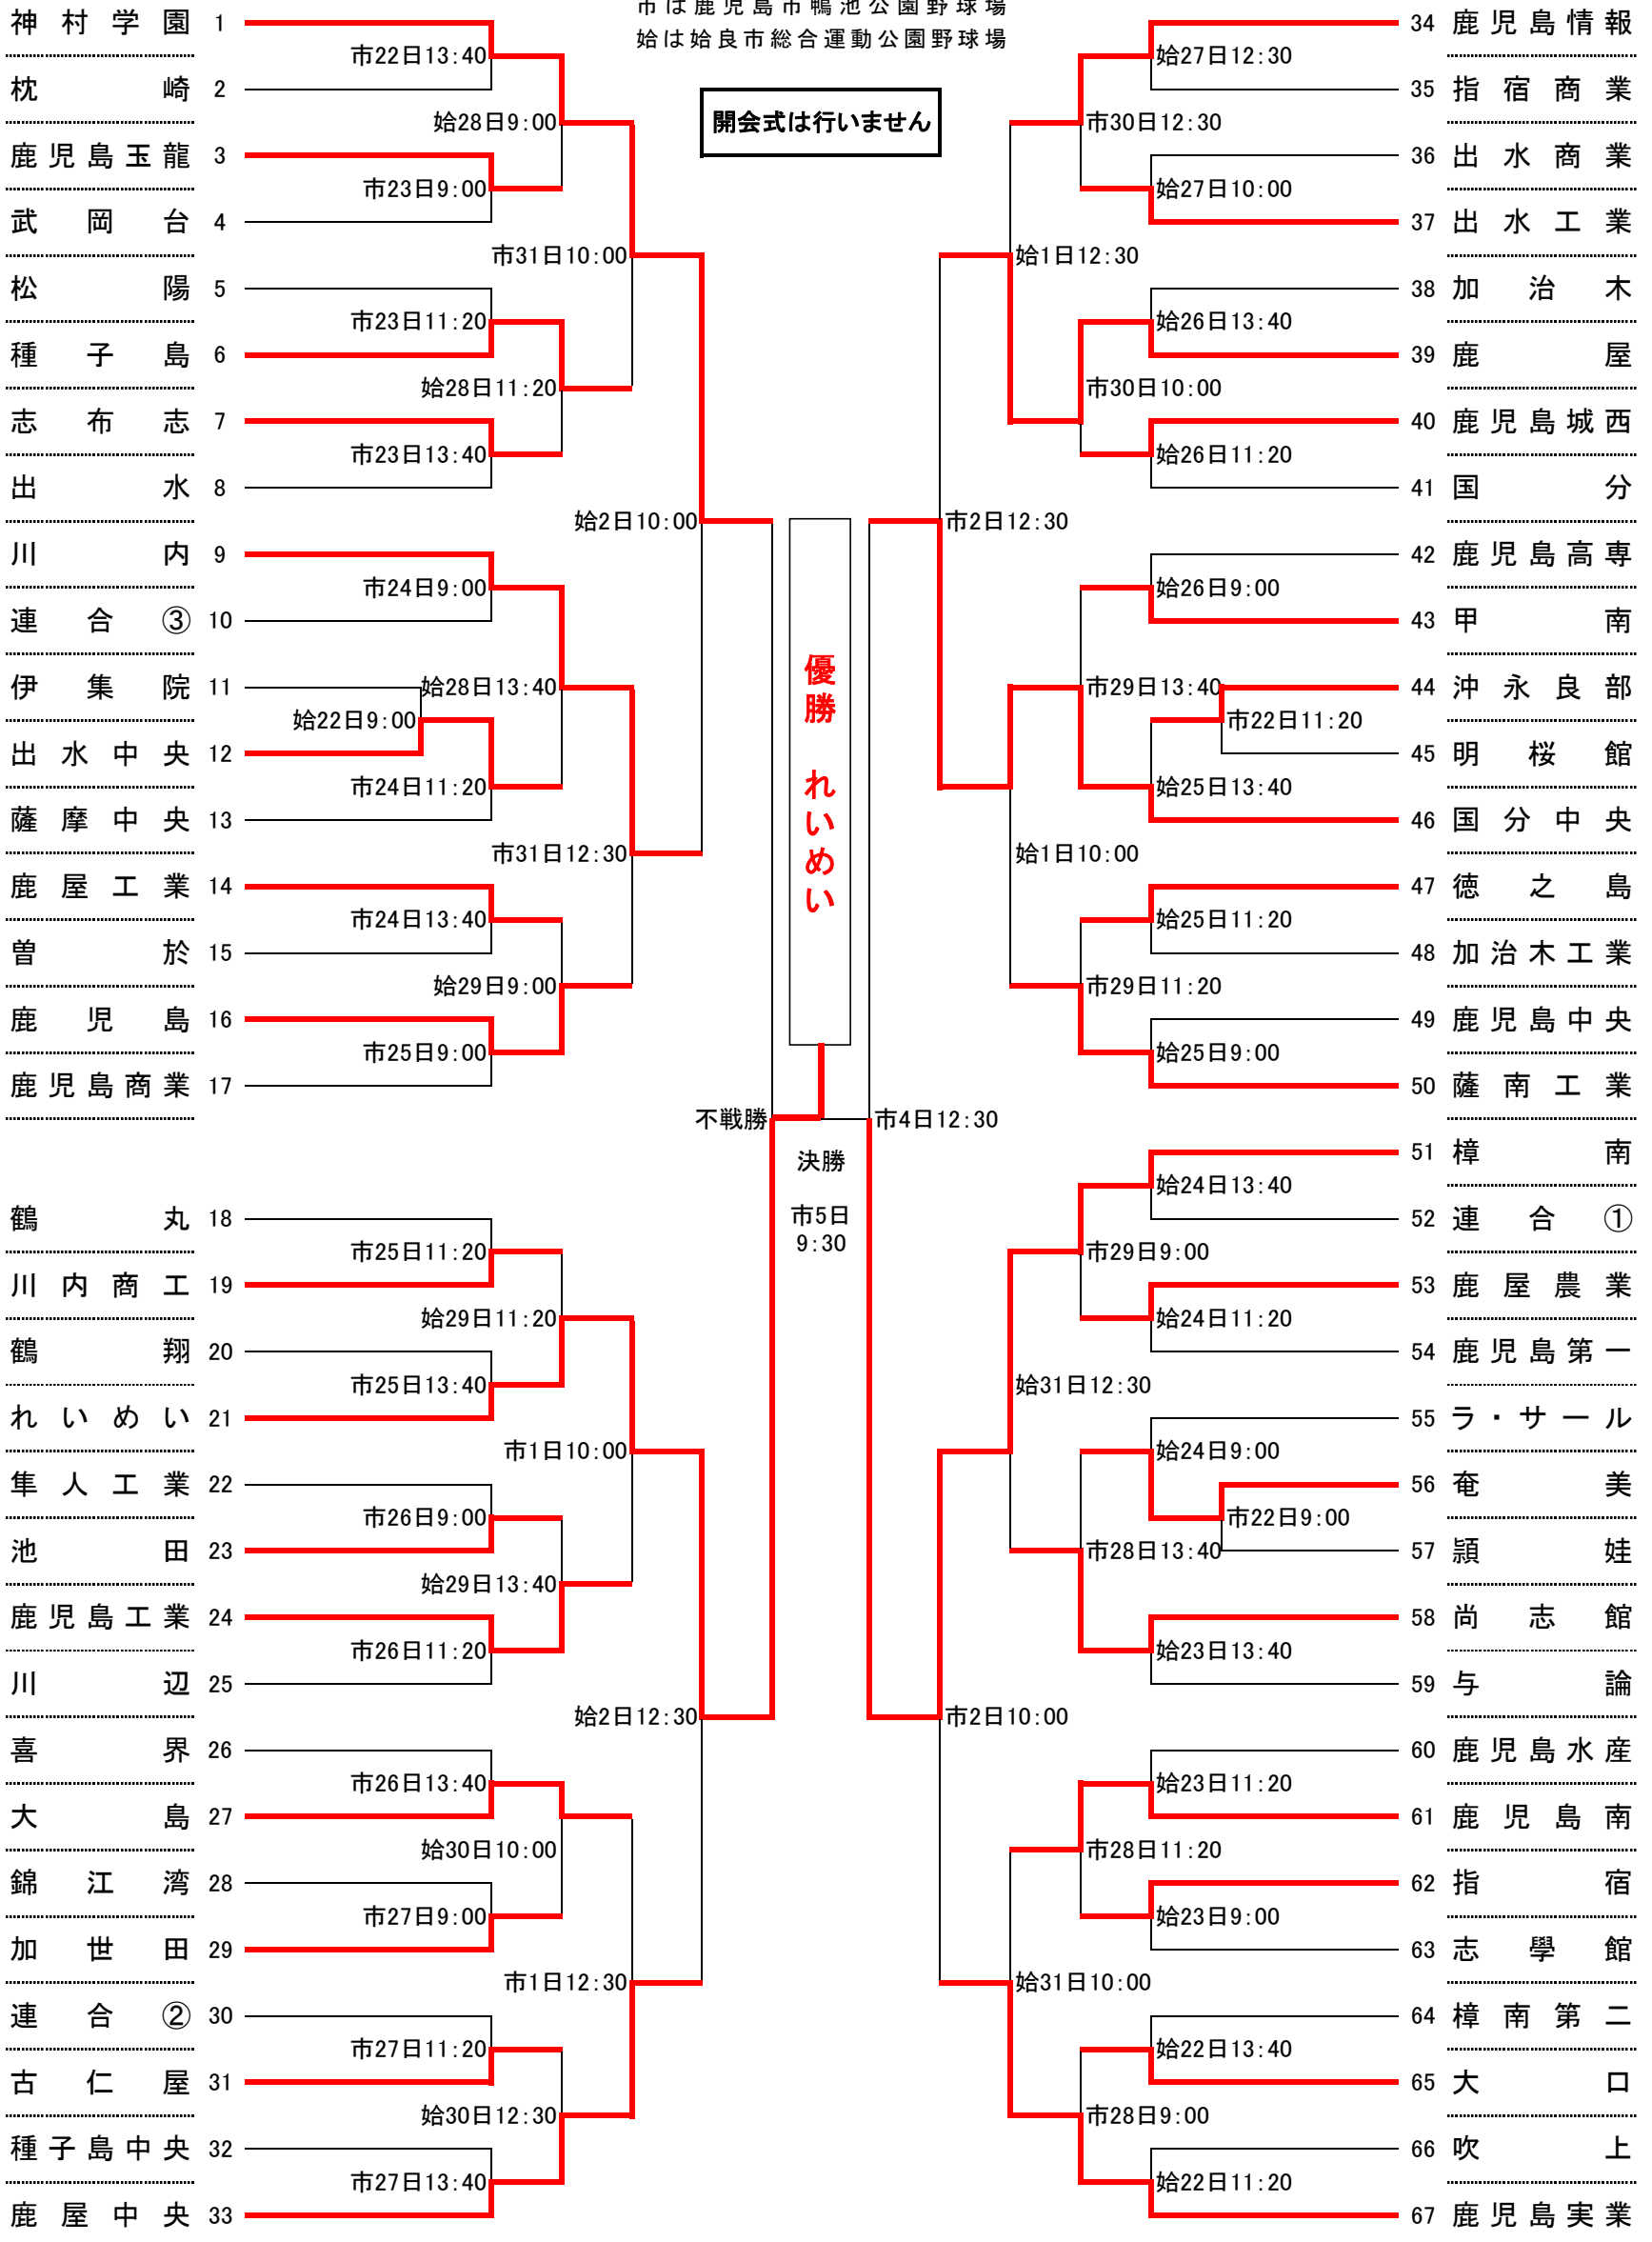 市は鹿児島市鴨池公園野球場
姶は姶良市総合運動公園野球場
開会式は行いません
神村学園 1
市22日13:40
枕崎 2
姶28日9:00
鹿児島玉龍 3
市23日9:00
武岡台 4
市31日10:00
松陽 5
市23日11:20
種子島 6
姶28日11:20
志布志 7
市23日13:40
出水 8
姶2日10:00
川内 9
市24日9:00
連合③ 10
伊集院 11
姶28日13:40
姶22日9:00
出水中央 12
市24日11:20
薩摩中央 13
市31日12:30
鹿屋工業 14
市24日13:40
曽於 15
姶29日9:00
鹿児島 16
市25日9:00
鹿児島商業 17
不戦勝
鶴丸 18
市25日11:20
川内商工 19
姶29日11:20
鶴翔 20
市25日13:40
れいめい 21
市1日10:00
隼人工業 22
市26日9:00
池田 23
姶29日13:40
鹿児島工業 24
市26日11:20
川辺 25
姶2日12:30
喜界 26
市26日13:40
大島 27
姶30日10:00
錦江湾 28
市27日9:00
加世田 29
市1日12:30
連合② 30
市27日11:20
古仁屋 31
姶30日12:30
種子島中央 32
市27日13:40
鹿屋中央 33
優勝 れいめい
決勝
市5日
9:30
34 鹿児島情報
姶27日12:30
35 指宿商業
市30日12:30
36 出水商業
姶27日10:00
37 出水工業
姶1日12:30
38 加治木
姶26日13:40
39 鹿屋
市30日10:00
40 鹿児島城西
姶26日11:20
41 国分
市2日12:30
42 鹿児島高専
姶26日9:00
43 甲南
市29日13:40
44 沖永良部
市22日11:20
45 明桜館
姶25日13:40
46 国分中央
姶1日10:00
47 徳之島
姶25日11:20
48 加治木工業
市29日11:20
49 鹿児島中央
姶25日9:00
50 薩南工業
市4日12:30
51 樟南
姶24日13:40
52 連合①
市29日9:00
53 鹿屋農業
姶24日11:20
54 鹿児島第一
姶31日12:30
55 ラ・サール
姶24日9:00
56 奄美
市22日9:00
57 頴娃
市28日13:40
58 尚志館
姶23日13:40
59 与論
市2日10:00
60 鹿児島水産
姶23日11:20
61 鹿児島南
市28日11:20
62 指宿
姶23日9:00
63 志學館
姶31日10:00
64 樟南第二
姶22日13:40
65 大口
市28日9:00
66 吹上
姶22日11:20
67 鹿児島実業